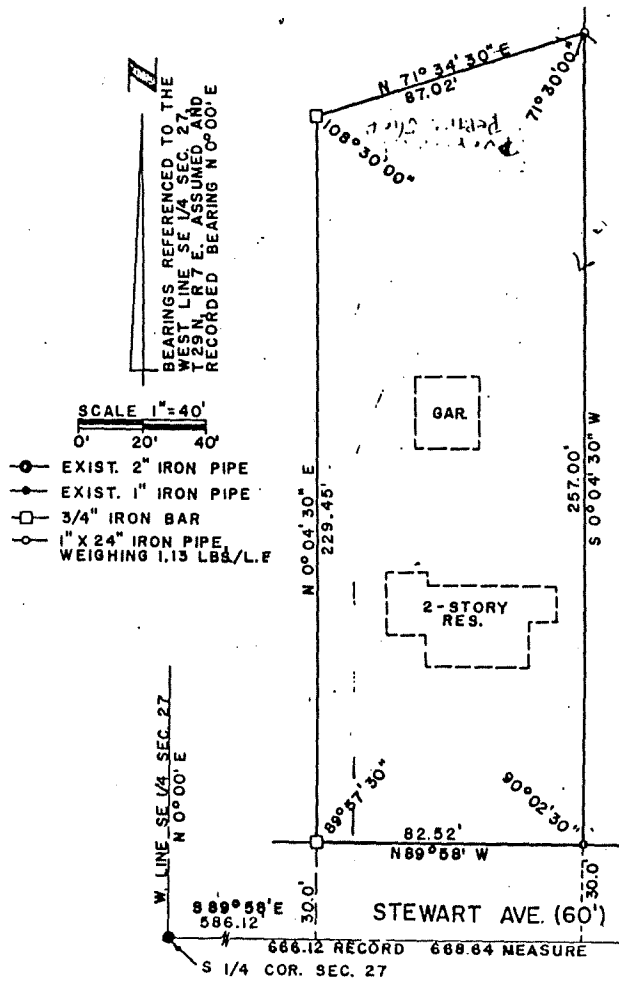 N 71° 34' 30" E
87.02'
71° 30' 00"
108° 30' 00"
BEARINGS REFERENCED TO THE
WEST LINE SE 1/4 SEC. 27,
T29N, R7E. ASSUMED AND
RECORDED BEARING N 0°00' E
SCALE 1"=40'
0' 20' 40'
EXIST. 2" IRON PIPE
EXIST. 1" IRON PIPE
3/4" IRON BAR
1" X 24" IRON PIPE,
WEIGHING 1.13 LBS./L.F
GAR.
N 0° 04' 30" E
229.45'
257.00'
S 0° 04' 30" W
2-STORY
RES.
W. LINE SE 1/4 SEC. 27
N 0°00' E
89° 57' 30"
90° 02' 30"
82.52'
N89° 58' W
30.0'
30.0'
S 89° 58' E
586.12'
STEWART AVE. (60')
666.12 RECORD 668.64 MEASURE
S 1/4 COR. SEC. 27